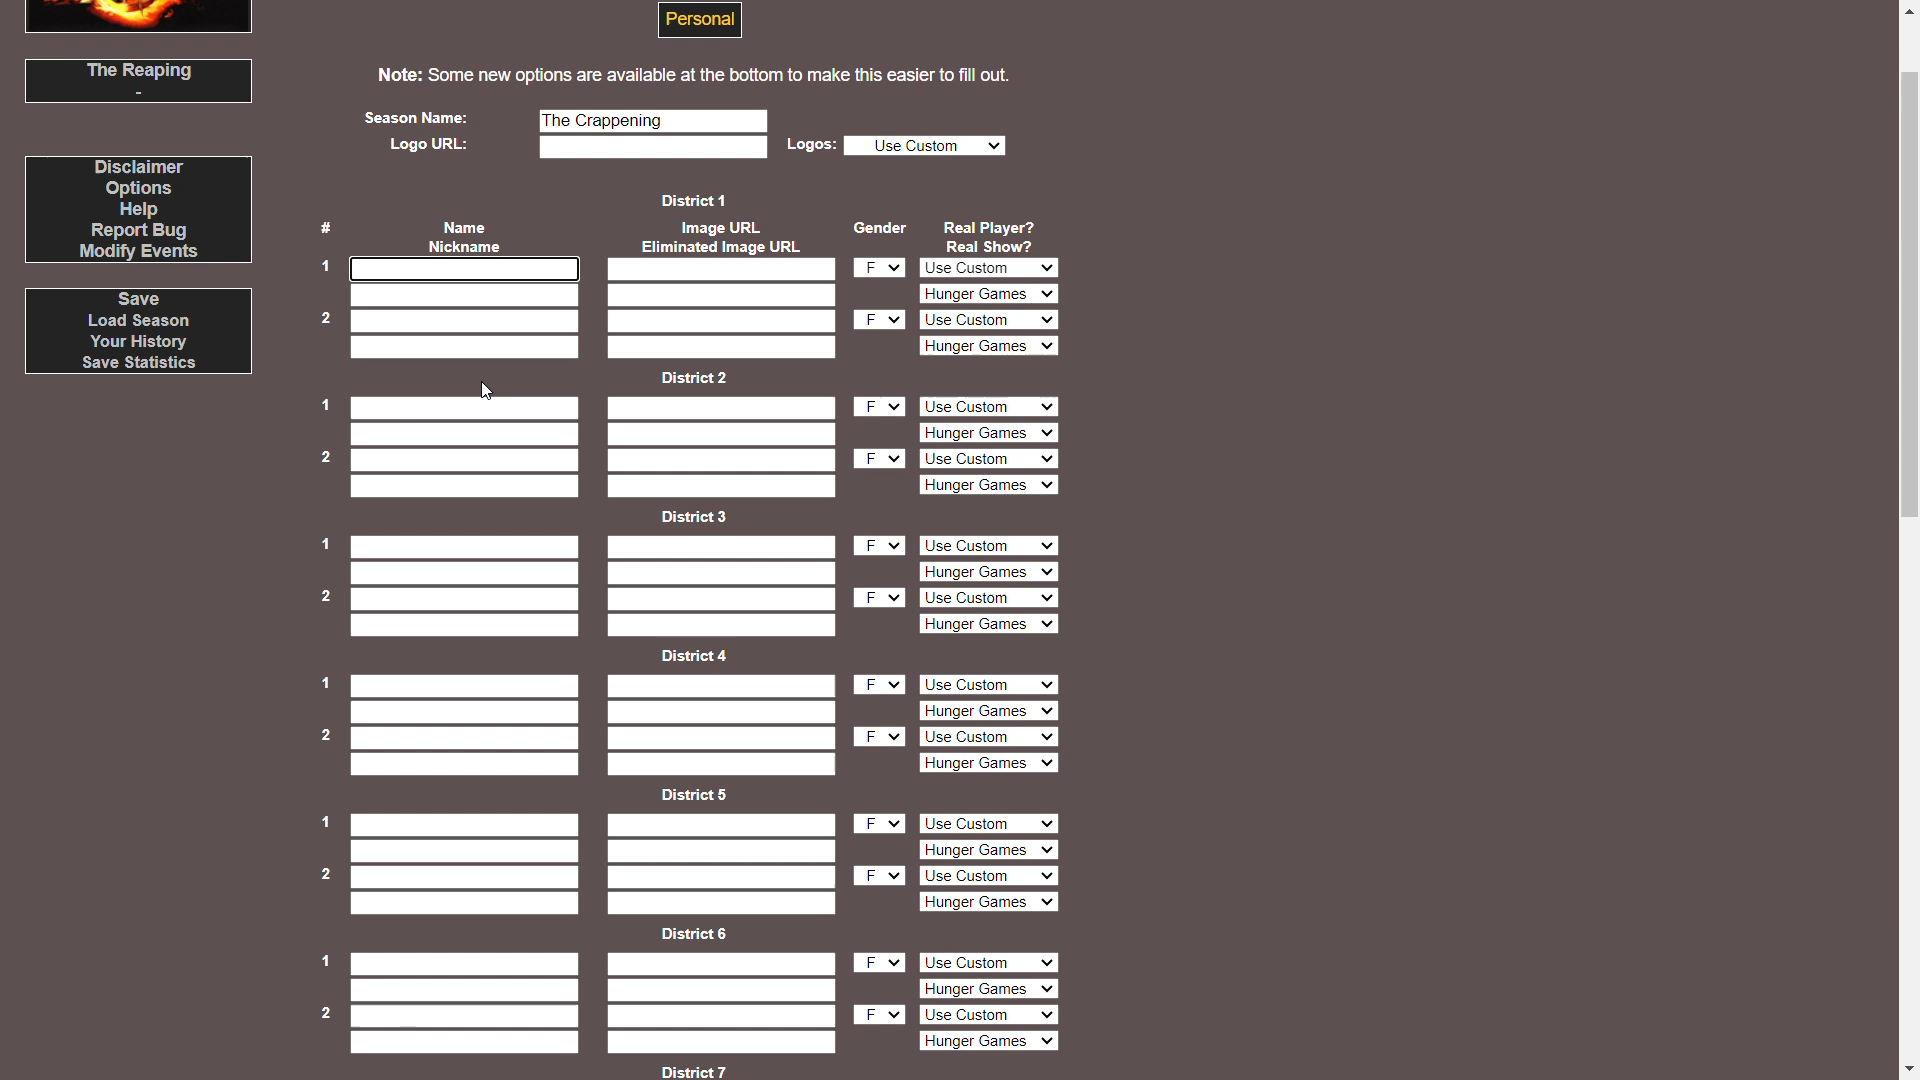 Personal
The Reaping
-
Note: Some new options are available at the bottom to make this easier to fill out.
Season Name: The Crappening
Logo URL: Logos: Use Custom
Disclaimer
Options
Help
Report Bug
Modify Events
Save
Load Season
Your History
Save Statistics
District 1
# Name Image URL Gender Real Player?
Nickname Eliminated Image URL Real Show?
1 F Use Custom
Hunger Games
2 F Use Custom
Hunger Games
District 2
1 F Use Custom
Hunger Games
2 F Use Custom
Hunger Games
District 3
1 F Use Custom
Hunger Games
2 F Use Custom
Hunger Games
District 4
1 F Use Custom
Hunger Games
2 F Use Custom
Hunger Games
District 5
1 F Use Custom
Hunger Games
2 F Use Custom
Hunger Games
District 6
1 F Use Custom
Hunger Games
2 F Use Custom
Hunger Games
District 7